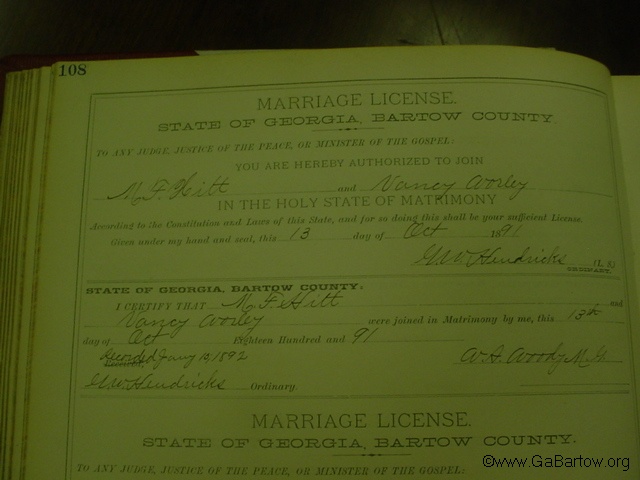 108
MARRIAGE LICENSE.
STATE OF GEORGIA, BARTOW COUNTY.
TO ANY JUDGE, JUSTICE OF THE PEACE, OR MINISTER OF THE GOSPEL:
YOU ARE HEREBY AUTHORIZED TO JOIN
M. F. Hitt and Nancy Worley
IN THE HOLY STATE OF MATRIMONY
According to the Constitution and Laws of this State, and for so doing this shall be your sufficient License.
Given under my hand and seal, this 13 day of Oct 1891
G.W. Hendricks (L. S.)
ORDINARY.
STATE OF GEORGIA, BARTOW COUNTY.
I CERTIFY THAT M. F. Hitt and
Nancy Worley were joined in Matrimony by me, this 13th
day of Oct Eighteen Hundred and 91
Recorded Jany 13, 1892 W. A. Woody M. G.
G.W. Hendricks Ordinary.
MARRIAGE LICENSE.
STATE OF GEORGIA, BARTOW COUNTY.
TO ANY JUDGE, JUSTICE OF THE PEACE, OR MINISTER OF THE GOSPEL:
©www.GaBartow.org